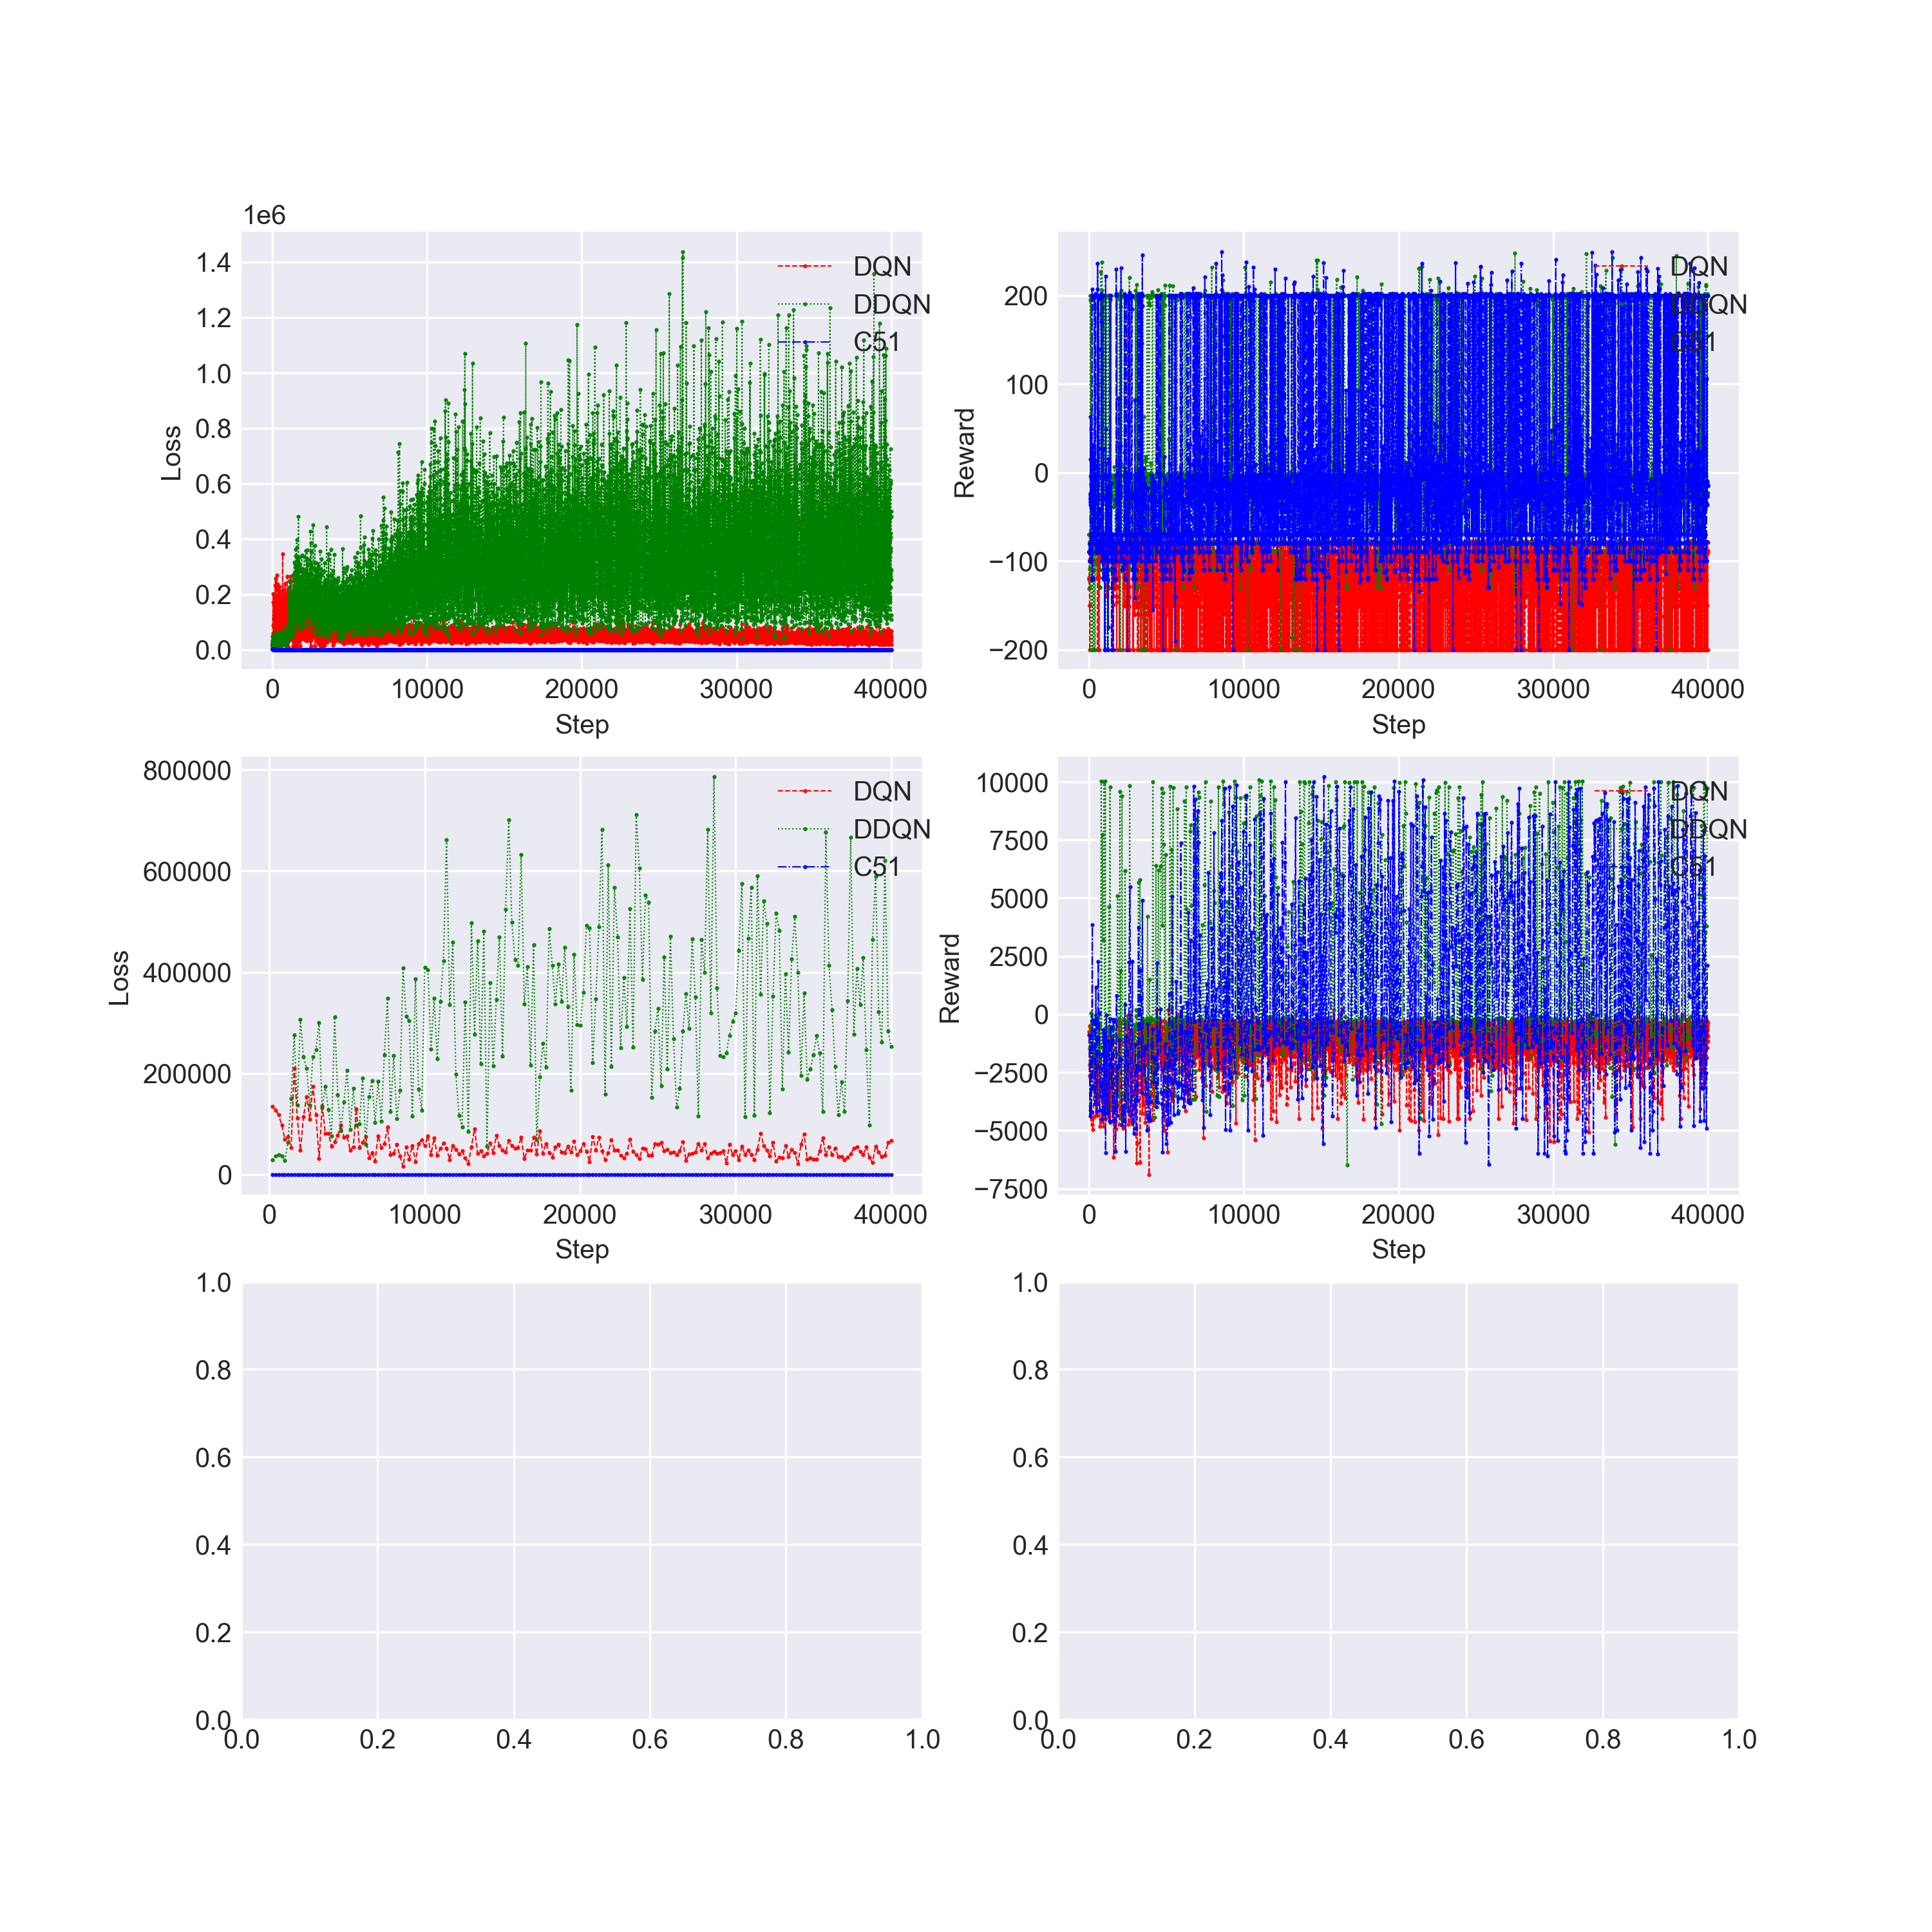 1e6
1.4
1.2
1.0
0.8
0.6
0.4
0.2
0.0
Loss
0 10000 20000 30000 40000
Step
DQN
DDQN
C51
200
100
0
−100
−200
Reward
0 10000 20000 30000 40000
Step
DQN
DDQN
C51
800000
600000
400000
200000
0
Loss
0 10000 20000 30000 40000
Step
DQN
DDQN
C51
10000
7500
5000
2500
0
−2500
−5000
−7500
Reward
0 10000 20000 30000 40000
Step
DQN
DDQN
C51
1.0
0.8
0.6
0.4
0.2
0.0
0.0 0.2 0.4 0.6 0.8 1.0
1.0
0.8
0.6
0.4
0.2
0.0
0.0 0.2 0.4 0.6 0.8 1.0